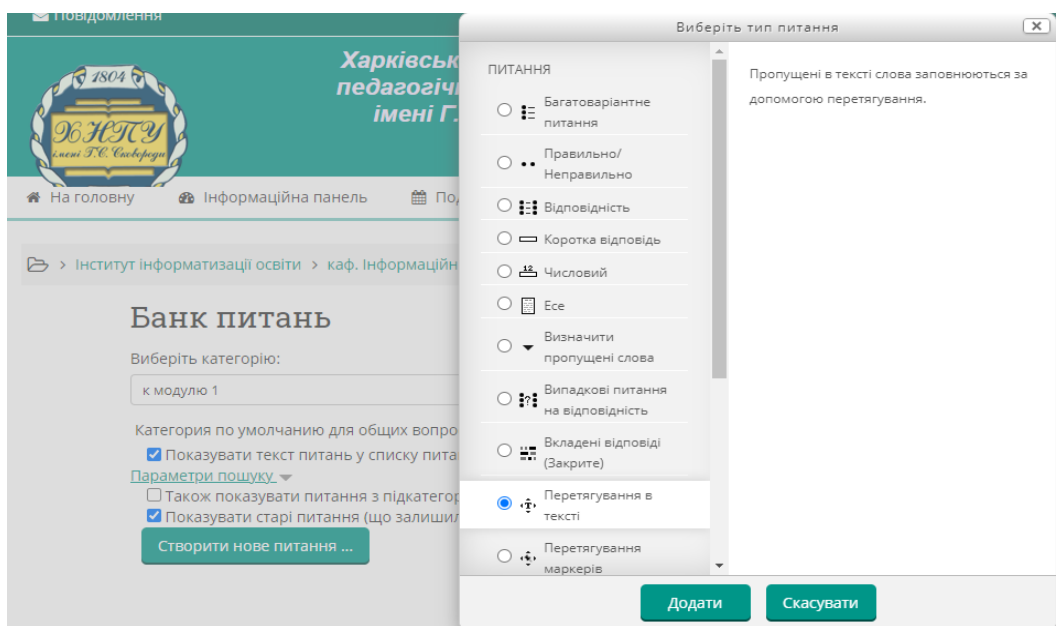 Повідомлення
Виберіть тип питання
1804
ХНПУ
імені Г.С. Сковороди
Харківськ
педагогічн
імені Г.
На головну
Інформаційна панель
Под
Інститут інформатизації освіти > каф. Інформаційн
Банк питань
Виберіть категорію:
к модулю 1
Категория по умолчанию для общих вопро
Показувати текст питань у списку пита
Параметри пошуку
Також показувати питання з підкатегор
Показувати старі питання (що залишил
Створити нове питання ...
ПИТАННЯ
Багатоваріантне
питання
Правильно/
Неправильно
Відповідність
Коротка відповідь
12
Числовий
Есе
Визначити
пропущені слова
Випадкові питання
на відповідність
Вкладені відповіді
(Закрите)
Перетягування в
тексті
Перетягування
маркерів
Пропущені в тексті слова заповнюються за
допомогою перетягування.
Додати
Скасувати